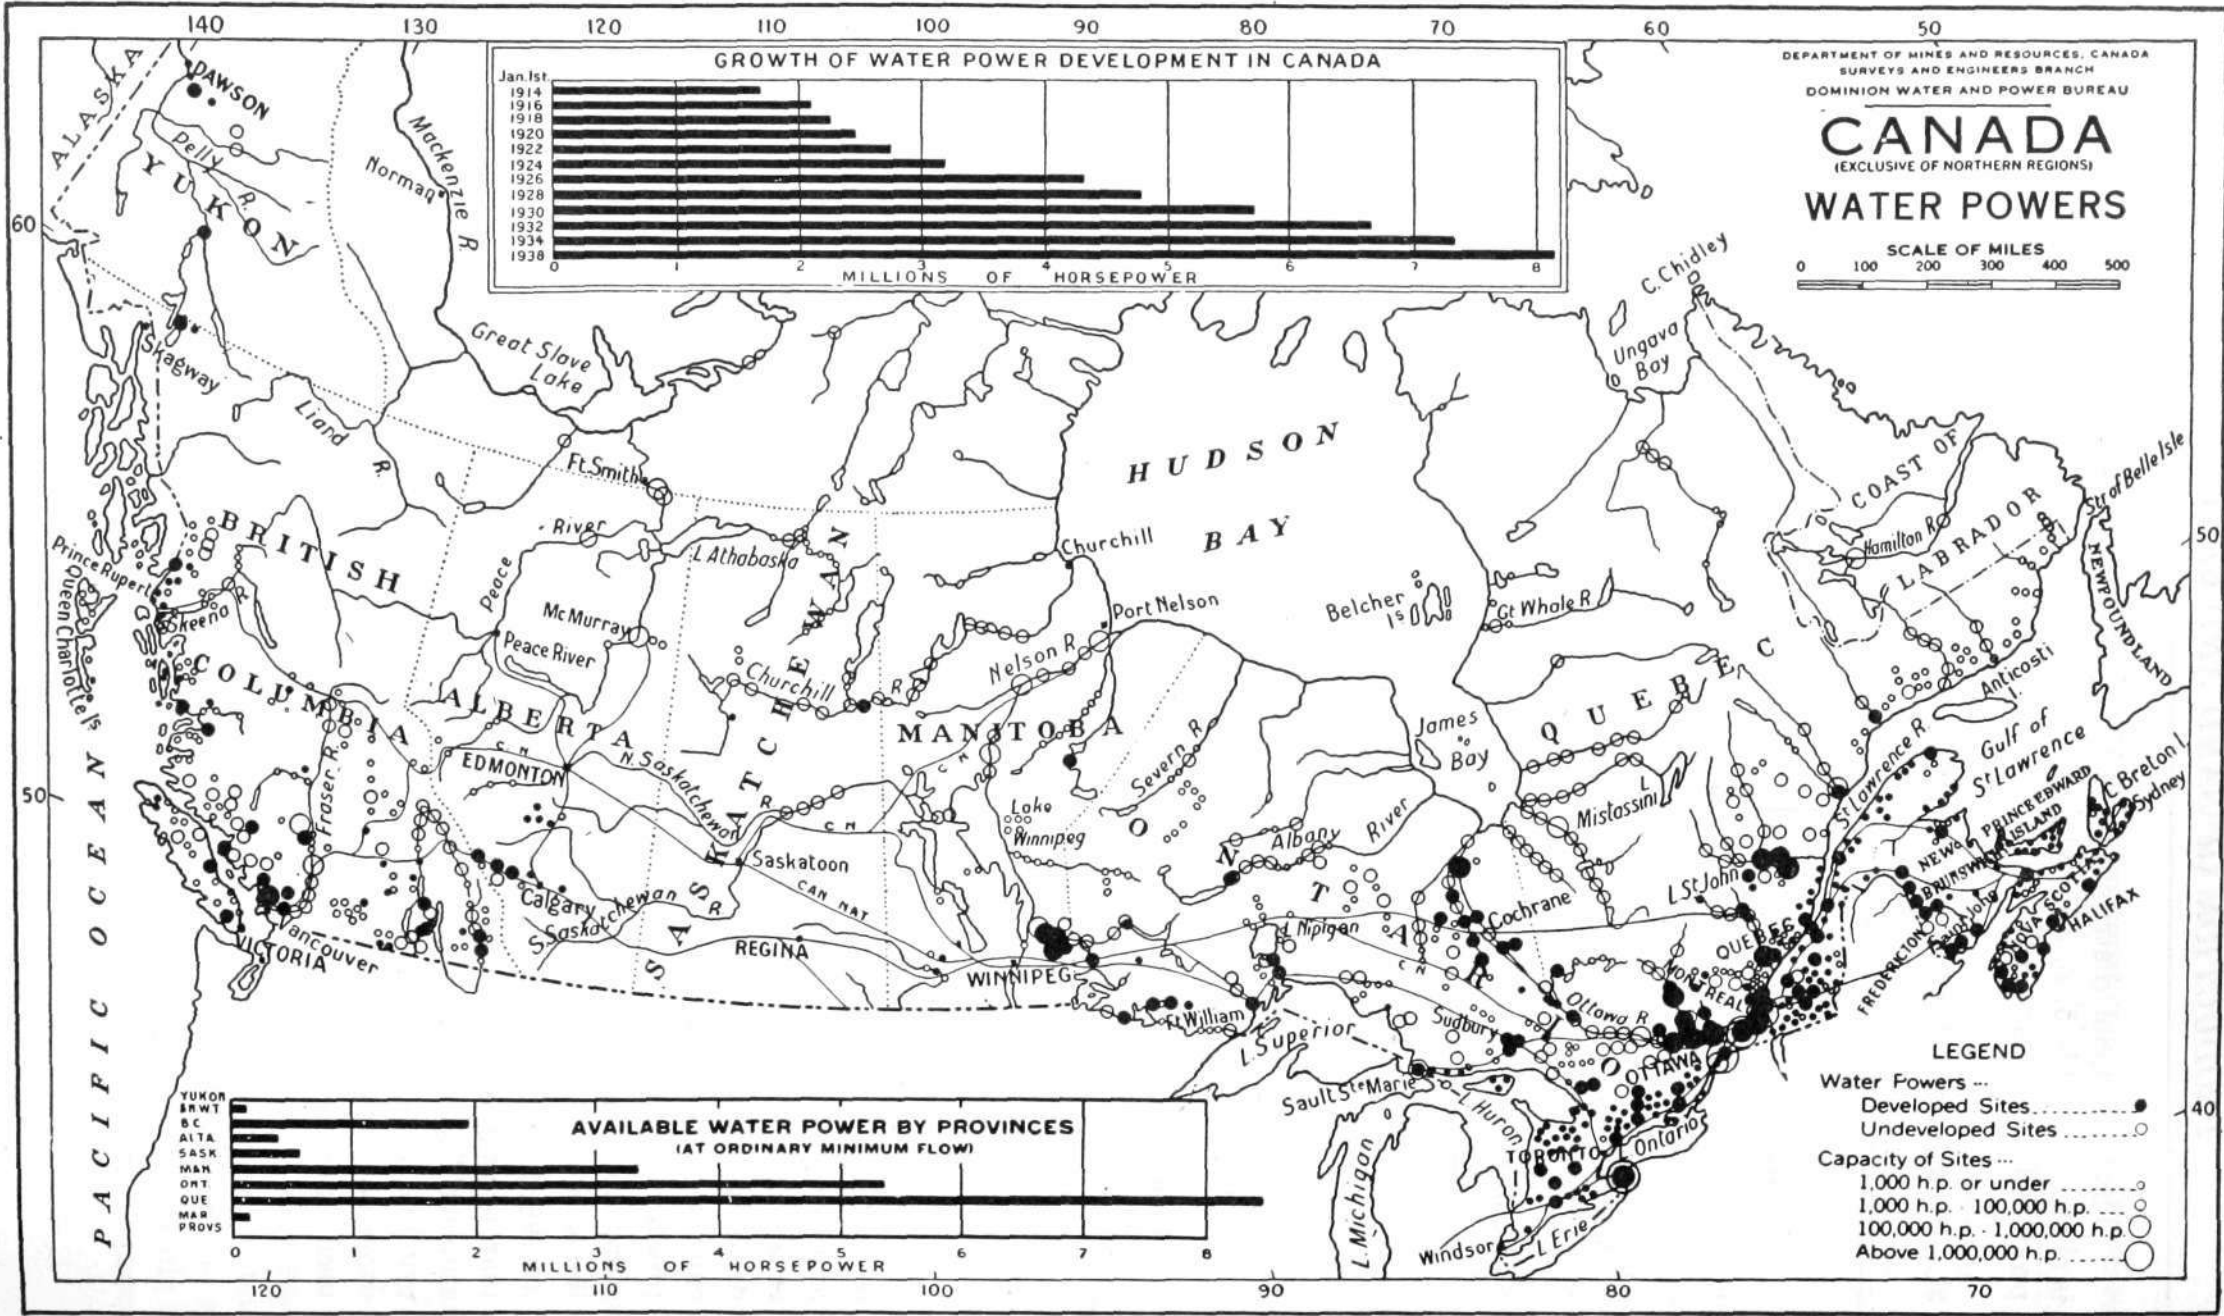 140 130 120 110 100 90 80 70 60 50
GROWTH OF WATER POWER DEVELOPMENT IN CANADA
Jan. 1st.
1914
1916
1918
1920
1922
1924
1926
1928
1930
1932
1934
1938
0 1 2 3 4 5 6 7 8
MILLIONS OF HORSEPOWER
DEPARTMENT OF MINES AND RESOURCES, CANADA
SURVEYS AND ENGINEERS BRANCH
DOMINION WATER AND POWER BUREAU
CANADA
(EXCLUSIVE OF NORTHERN REGIONS)
WATER POWERS
SCALE OF MILES
0 100 200 300 400 500
ALASKA
DAWSON
Pelly R.
YUKON
Norman
Mackenzie R.
60
Skagway
Liard R.
Great Slave Lake
Ft. Smith
C. Chidley
Ungava Bay
HUDSON BAY
COAST OF LABRADOR
Hamilton R
Str of Belle Isle
NEWFOUNDLAND
50
BRITISH COLUMBIA
Prince Rupert
Queen Charlotte Is
Skeena R.
Peace River
L Athabaska
Mc Murray
Peace River
Churchill
Port Nelson
Belcher Is
Gt Whale R
Churchill R
Nelson R
ALBERTA
SASKATCHEWAN
MANITOBA
ONTARIO
QUEBEC
James Bay
Severn R
Anticosti I.
Gulf of St Lawrence
St Lawrence R.
C. Breton I.
Sydney
PRINCE EDWARD ISLAND
50
Fraser R.
C N
EDMONTON
N. Saskatchewan R
C N
C N
Lake Winnipeg
Albany River
L Mistassini
L St John
NEW BRUNSWICK
Saint John
NOVA SCOTIA
HALIFAX
FREDERICTON
Saskatoon
CAN NAT
Calgary
S. Saskatchewan R
REGINA
WINNIPEG
L Nipigon
C N
Cochrane
QUEBEC
MONTREAL
Vancouver
VICTORIA
Ft William
L. Superior
Sudbury
Ottawa R
OTTAWA
Sault Ste Marie
L Huron
TORONTO
L Ontario
L Michigan
Windsor
L Erie
PACIFIC OCEAN
40
LEGEND
Water Powers ...
Developed Sites
Undeveloped Sites
Capacity of Sites ...
1,000 h.p. or under
1,000 h.p. - 100,000 h.p.
100,000 h.p. - 1,000,000 h.p.
Above 1,000,000 h.p.
AVAILABLE WATER POWER BY PROVINCES
(AT ORDINARY MINIMUM FLOW)
YUKON
& N.W.T
B C
ALTA
SASK
MAN
ONT.
QUE
MAR
PROVS
0 1 2 3 4 5 6 7 8
MILLIONS OF HORSEPOWER
120 110 100 90 80 70